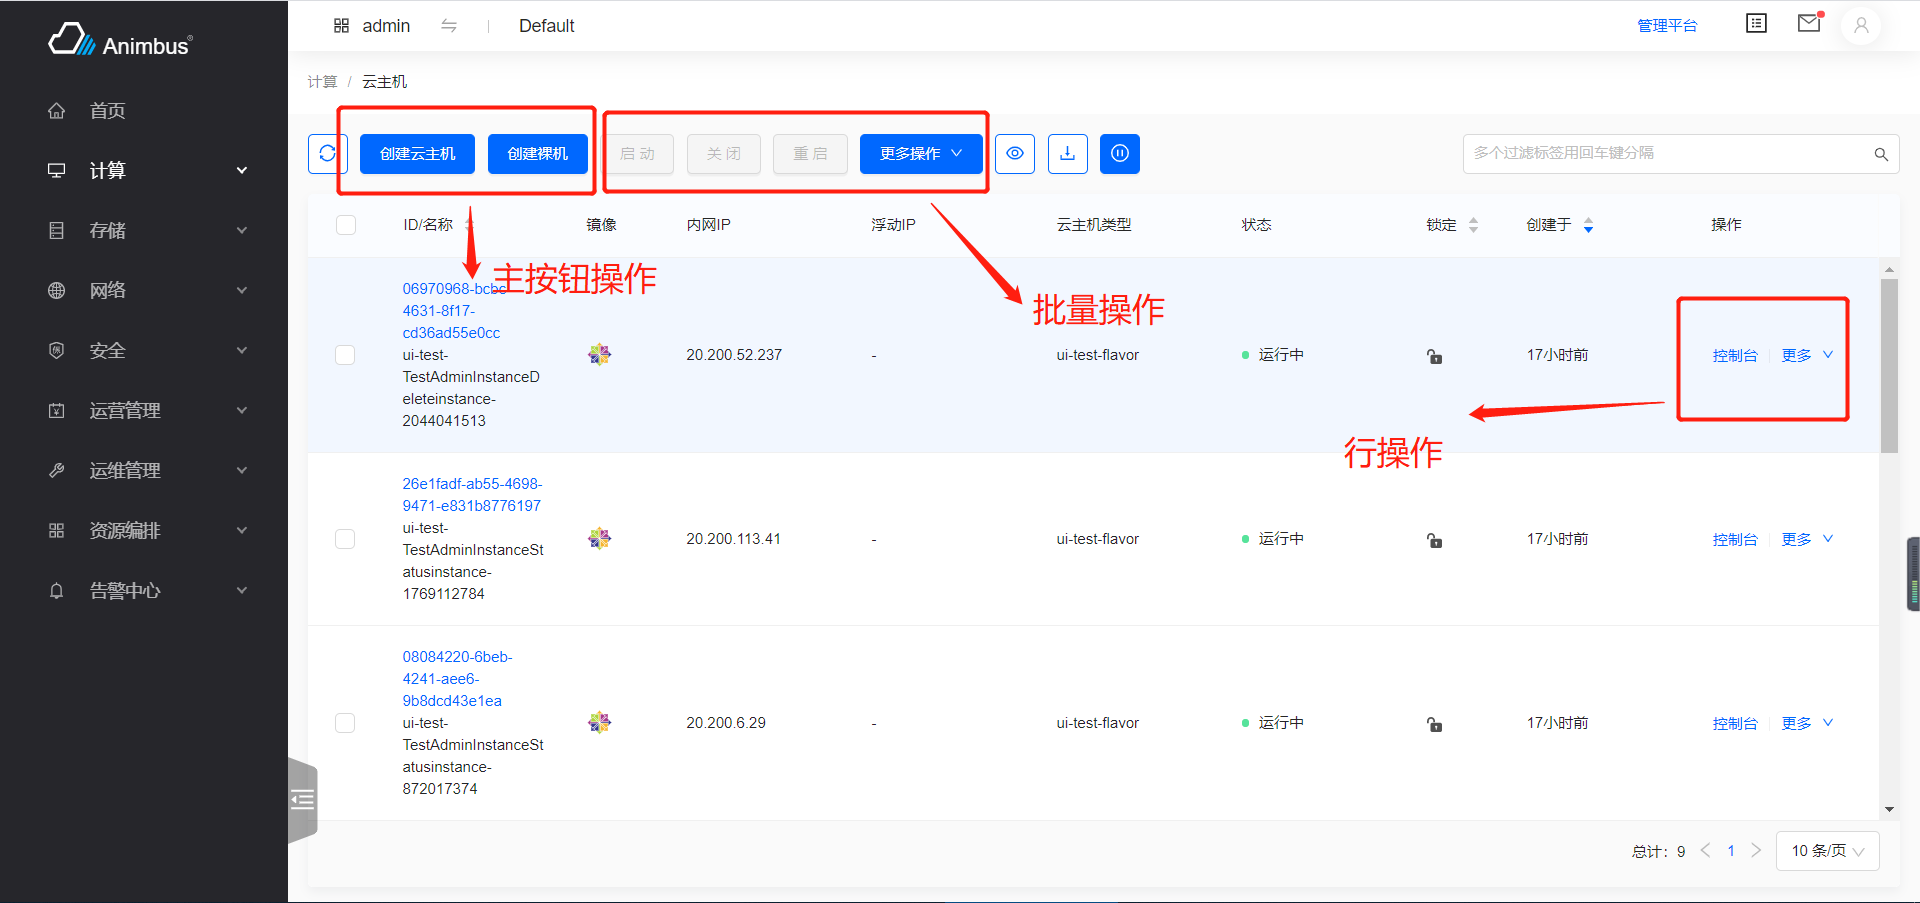 Animbus®
admin
Default
管理平台
首页
计算
存储
网络
安全
运营管理
运维管理
资源编排
告警中心
计算 / 云主机
创建云主机
创建裸机
启 动
关 闭
重 启
更多操作
多个过滤标签用回车键分隔
ID/名称
镜像
内网IP
浮动IP
云主机类型
状态
锁定
创建于
操作
主按钮操作
批量操作
行操作
06970968-bcbc-
4631-8f17-
cd36ad55e0cc
ui-test-
TestAdminInstanceD
eleteinstance-
2044041513
20.200.52.237
-
ui-test-flavor
运行中
17小时前
控制台
更多
26e1fadf-ab55-4698-
9471-e831b8776197
ui-test-
TestAdminInstanceSt
atusinstance-
1769112784
20.200.113.41
-
ui-test-flavor
运行中
17小时前
控制台
更多
08084220-6beb-
4241-aee6-
9b8dcd43e1ea
ui-test-
TestAdminInstanceSt
atusinstance-
872017374
20.200.6.29
-
ui-test-flavor
运行中
17小时前
控制台
更多
总计：9
1
10 条/页